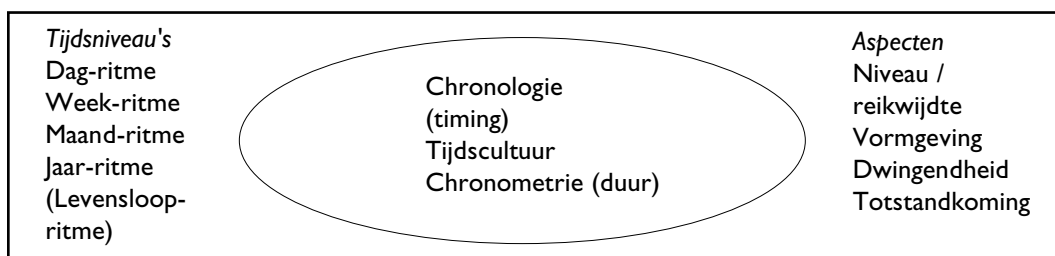 Tijdsniveau's
Dag-ritme
Week-ritme
Maand-ritme
Jaar-ritme
(Levensloop-
ritme)
Chronologie
(timing)
Tijdscultuur
Chronometrie (duur)
Aspecten
Niveau /
reikwijdte
Vormgeving
Dwingendheid
Totstandkoming